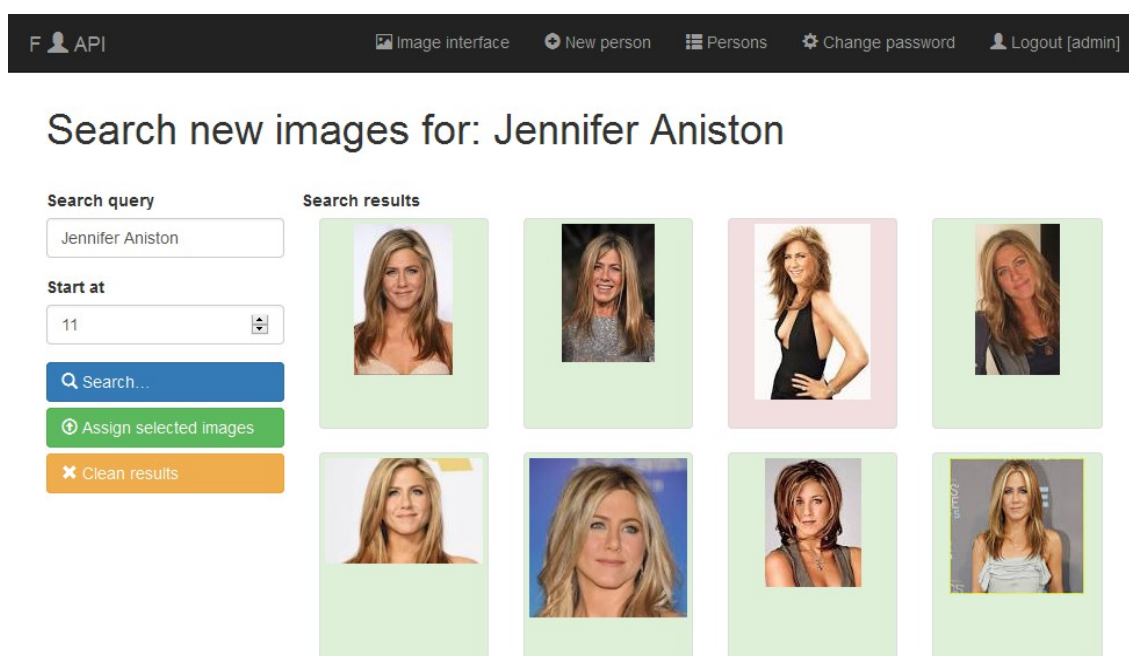 F API
Image interface
New person
Persons
Change password
Logout [admin]
Search new images for: Jennifer Aniston
Search query
Jennifer Aniston
Start at
11
Search...
Assign selected images
Clean results
Search results